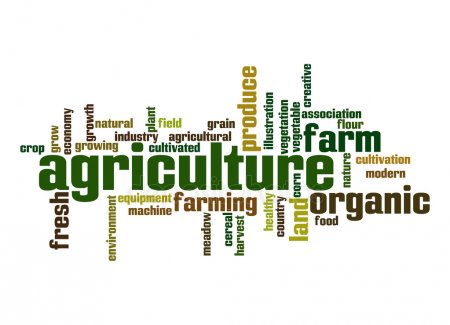 creative
produce
illustration
vegetation
vegetable
association
flour
farm
plant
field
grain
natural
growth
economy
grow
industry
agricultural
crop
growing
cultivated
agriculture
corn
nature
cultivation
modern
fresh
environment
equipment
machine
farming
meadow
cereal
harvest
healthy
country
land
organic
food